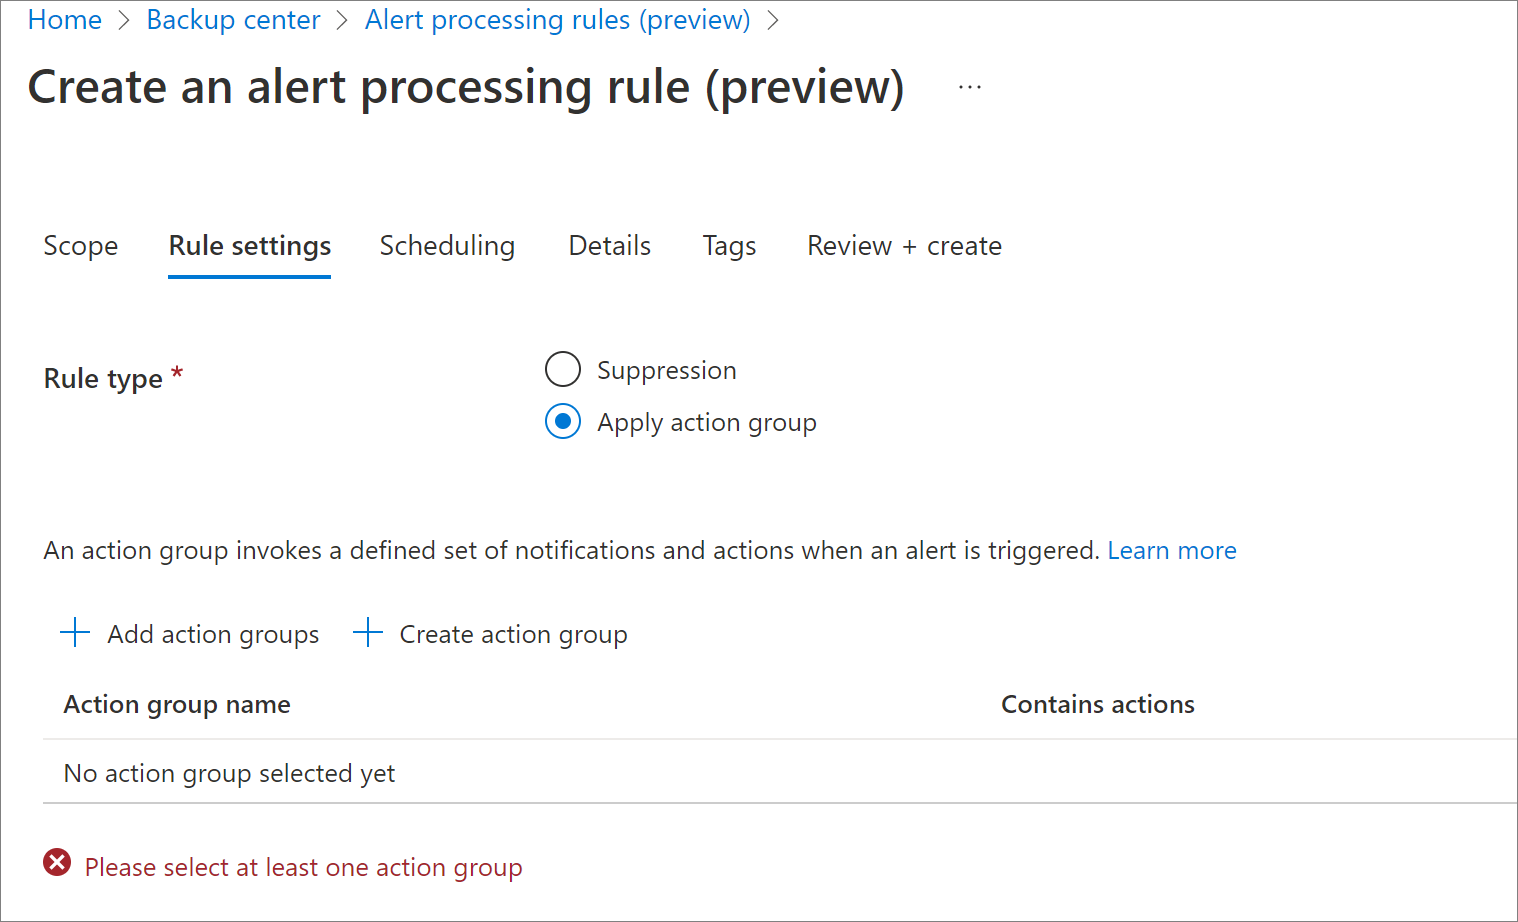 Home > Backup center > Alert processing rules (preview) >
Create an alert processing rule (preview) ...
Scope Rule settings Scheduling Details Tags Review + create
Rule type *
Suppression
Apply action group
An action group invokes a defined set of notifications and actions when an alert is triggered. Learn more
+ Add action groups + Create action group
Action group name Contains actions
No action group selected yet
Please select at least one action group